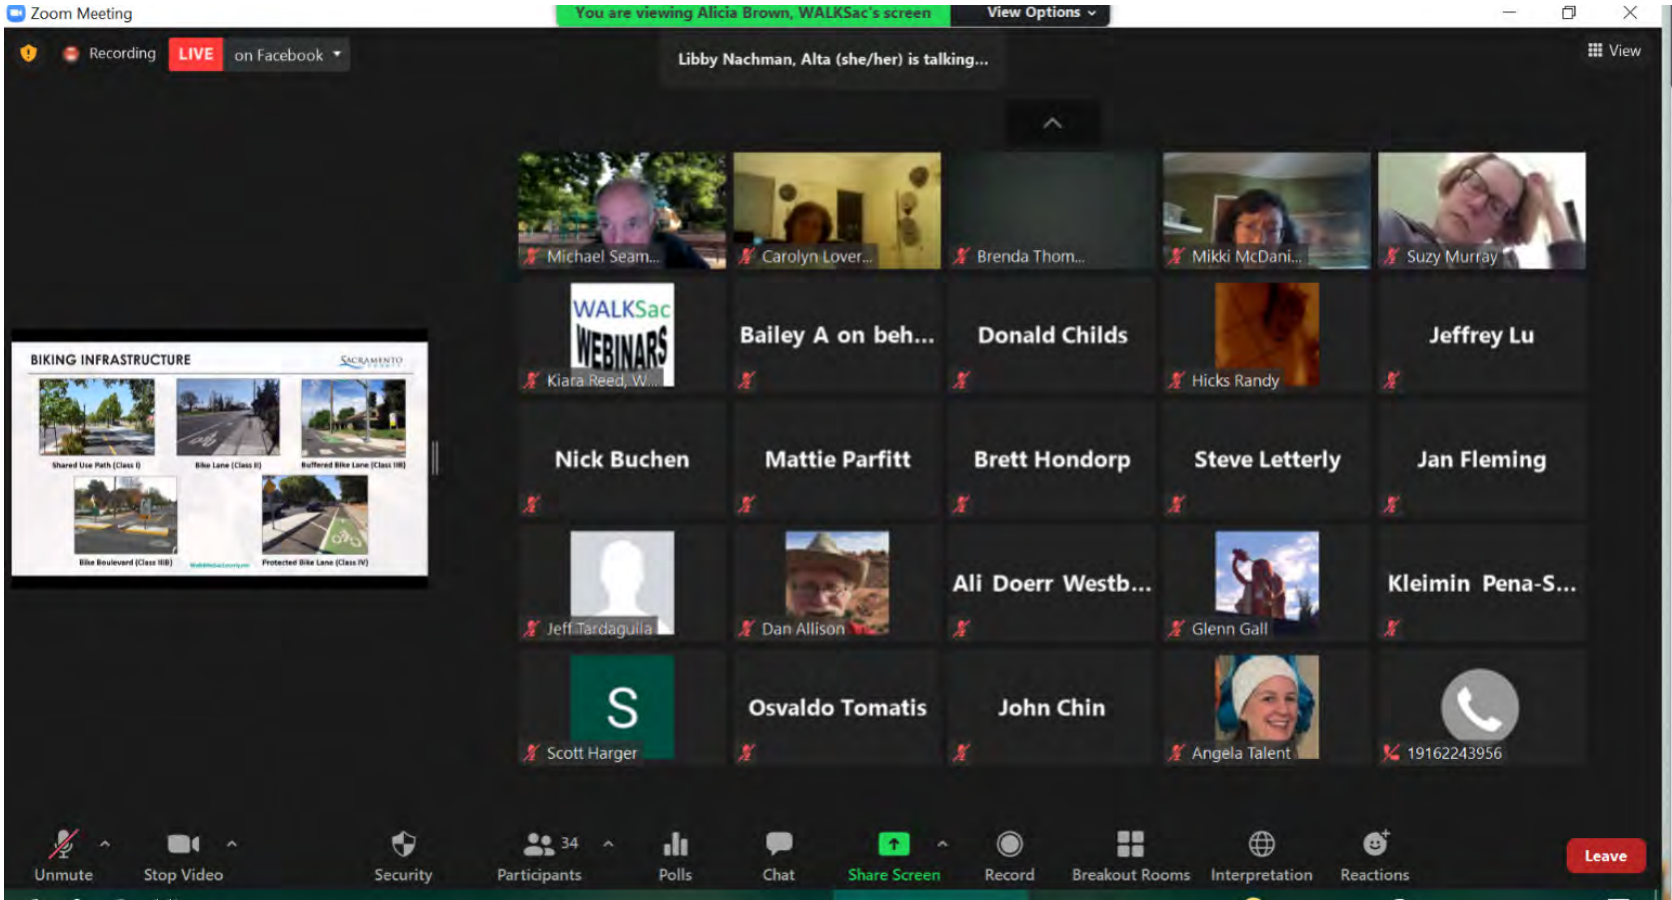 Zoom Meeting
You are viewing Alicia Brown, WALKSac's screen
View Options
Recording
LIVE
on Facebook
Libby Nachman, Alta (she/her) is talking...
View
Michael Seam...
Carolyn Lover...
Brenda Thom...
Mikki McDani...
Suzy Murray
WALKSac
WEBINARS
Kiara Reed, W...
Bailey A on beh...
Donald Childs
Hicks Randy
Jeffrey Lu
BIKING INFRASTRUCTURE
SACRAMENTO
COUNTY
Shared Use Path (Class I)
Bike Lane (Class II)
Buffered Bike Lane (Class IIB)
Bike Boulevard (Class IIIB)
Protected Bike Lane (Class IV)
Nick Buchen
Mattie Parfitt
Brett Hondorp
Steve Letterly
Jan Fleming
Jeff Tardaguila
Dan Allison
Ali Doerr Westb...
Glenn Gall
Kleimin Pena-S...
S
Scott Harger
Osvaldo Tomatis
John Chin
Angela Talent
19162243956
Unmute
Stop Video
Security
34
Participants
Polls
Chat
Share Screen
Record
Breakout Rooms
Interpretation
Reactions
Leave